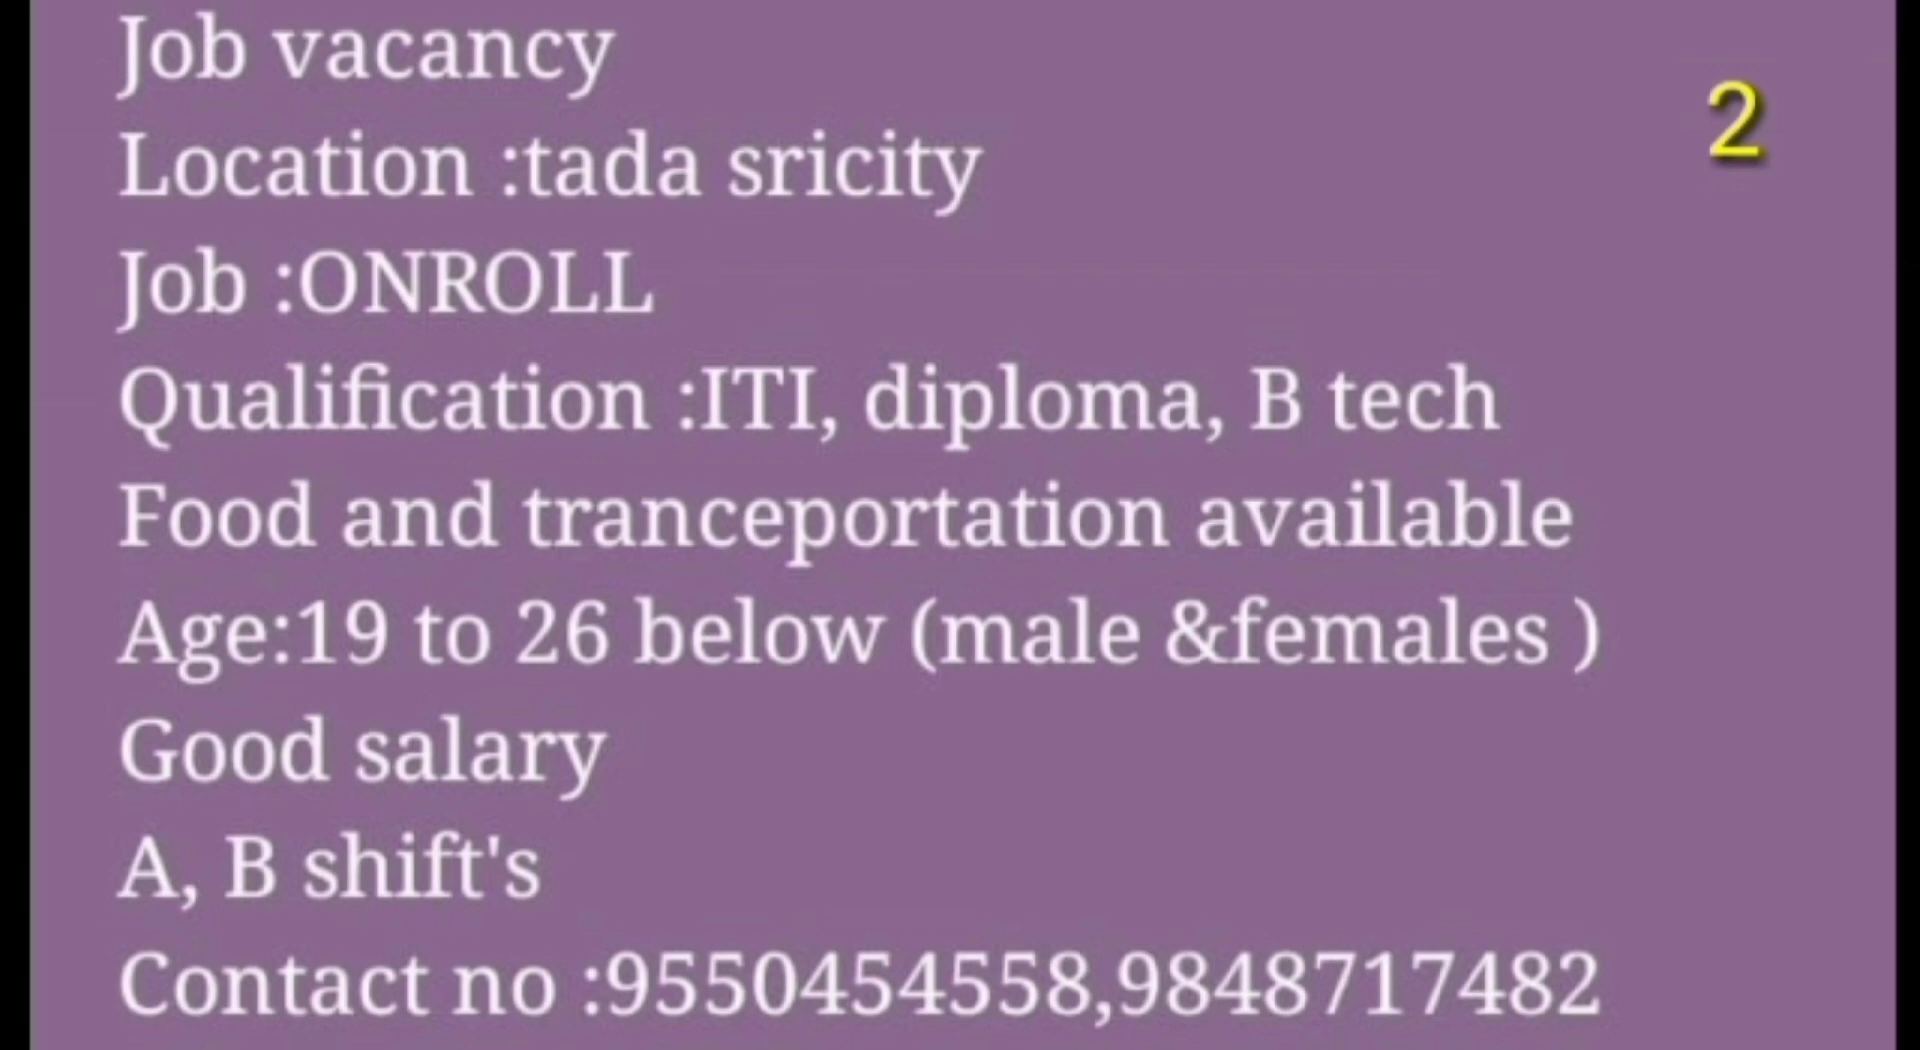 Job vacancy
2
Location :tada sricity
Job :ONROLL
Qualification :ITI, diploma, B tech
Food and tranceportation available
Age:19 to 26 below (male &females )
Good salary
A, B shift's
Contact no :9550454558,9848717482